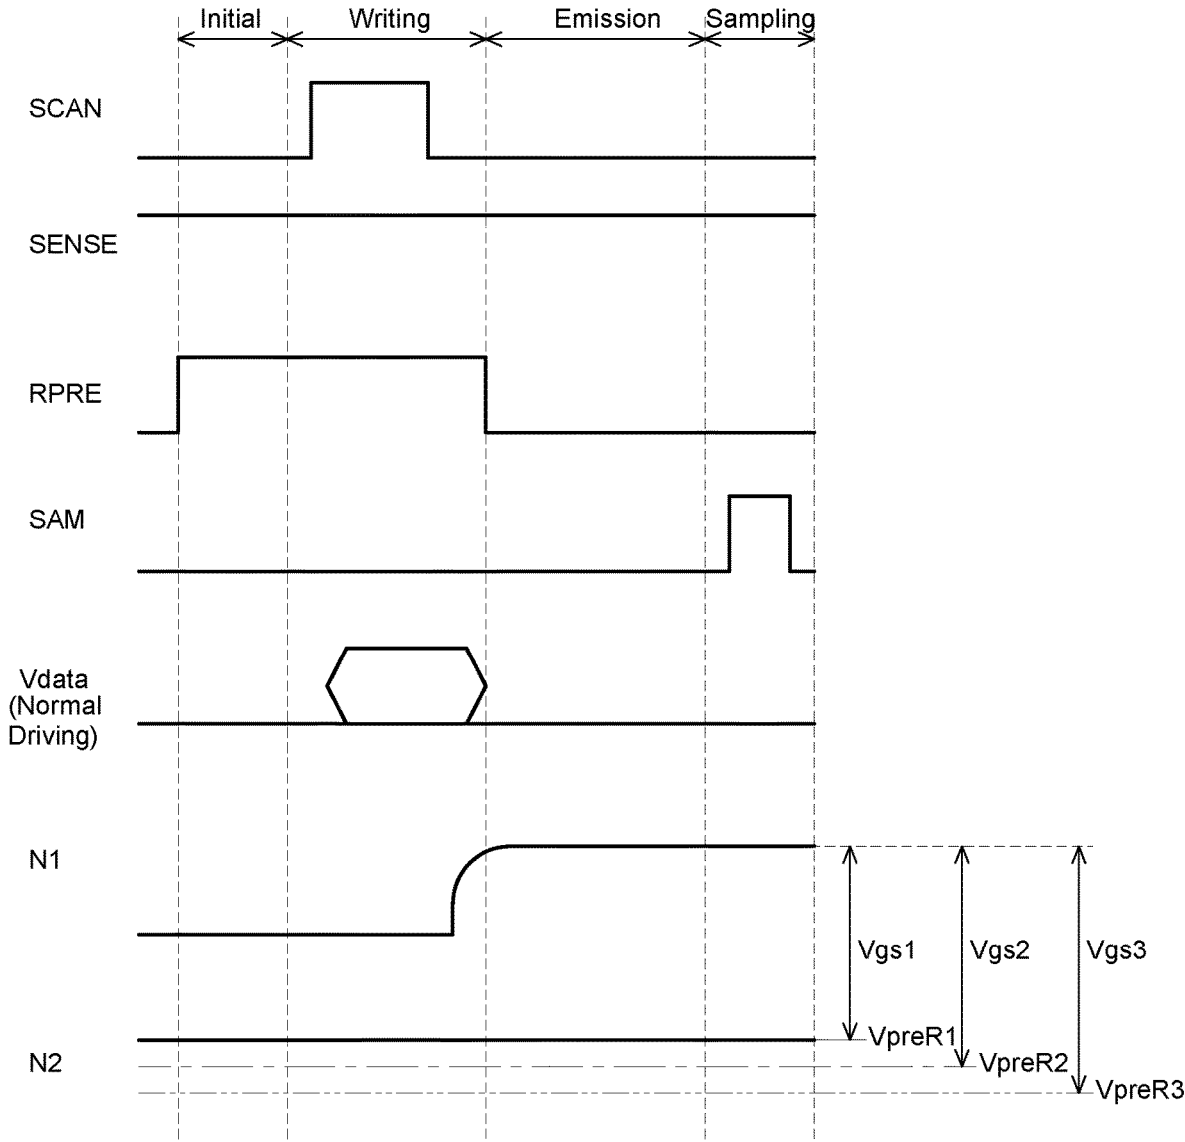 Initial
Writing
Emission
Sampling
SCAN
SENSE
RPRE
SAM
Vdata
(Normal
Driving)
N1
Vgs1
Vgs2
Vgs3
VpreR1
N2
VpreR2
VpreR3